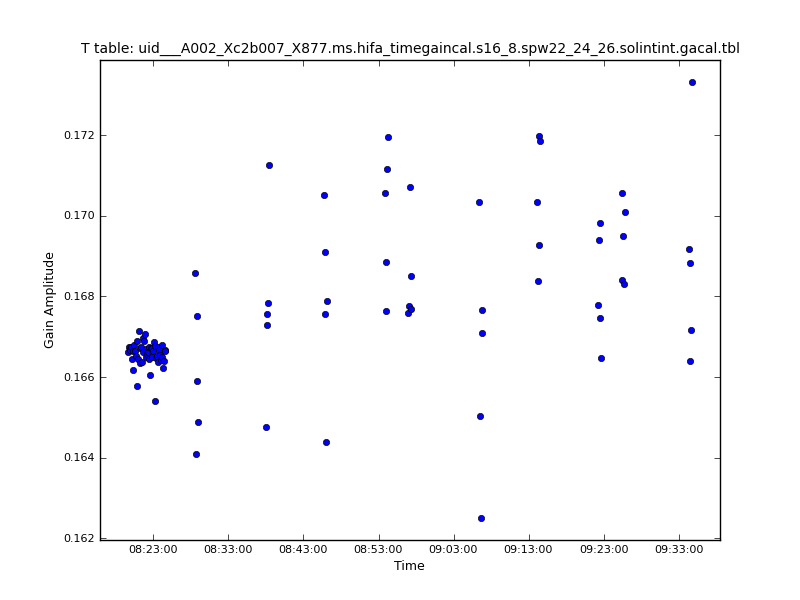 T table: uid___A002_Xc2b007_X877.ms.hifa_timegaincal.s16_8.spw22_24_26.solintint.gacal.tbl
0.172
0.170
0.168
0.166
0.164
0.162
Gain Amplitude
08:23:00 08:33:00 08:43:00 08:53:00 09:03:00 09:13:00 09:23:00 09:33:00
Time